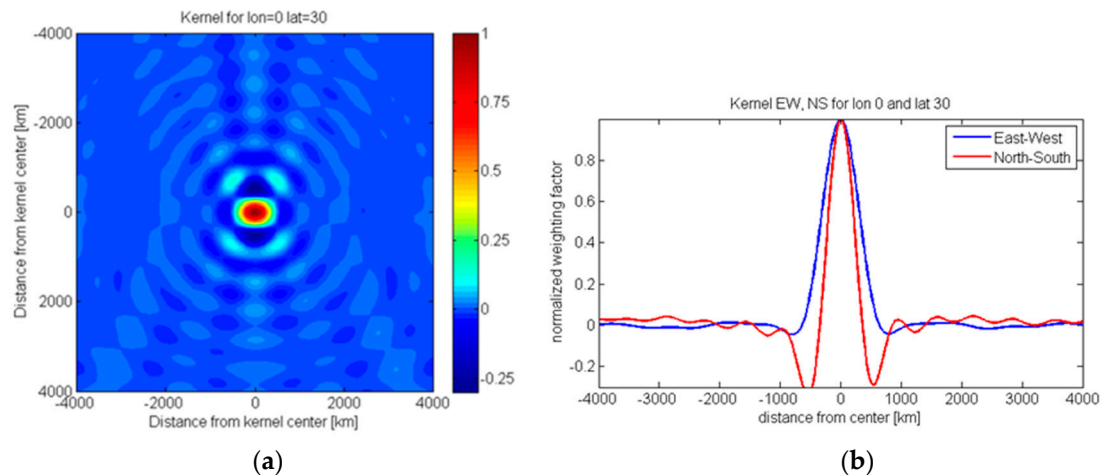 Kernel for lon=0 lat=30
Distance from kernel center [km]
-4000
-2000
0
2000
4000
-4000 -2000 0 2000 4000
Distance from kernel center [km]
1
0.75
0.5
0.25
0
-0.25
(a)
Kernel EW, NS for lon 0 and lat 30
East-West
North-South
normalized weighting factor
0.8
0.6
0.4
0.2
0
-0.2
-4000 -3000 -2000 -1000 0 1000 2000 3000 4000
distance from center [km]
(b)